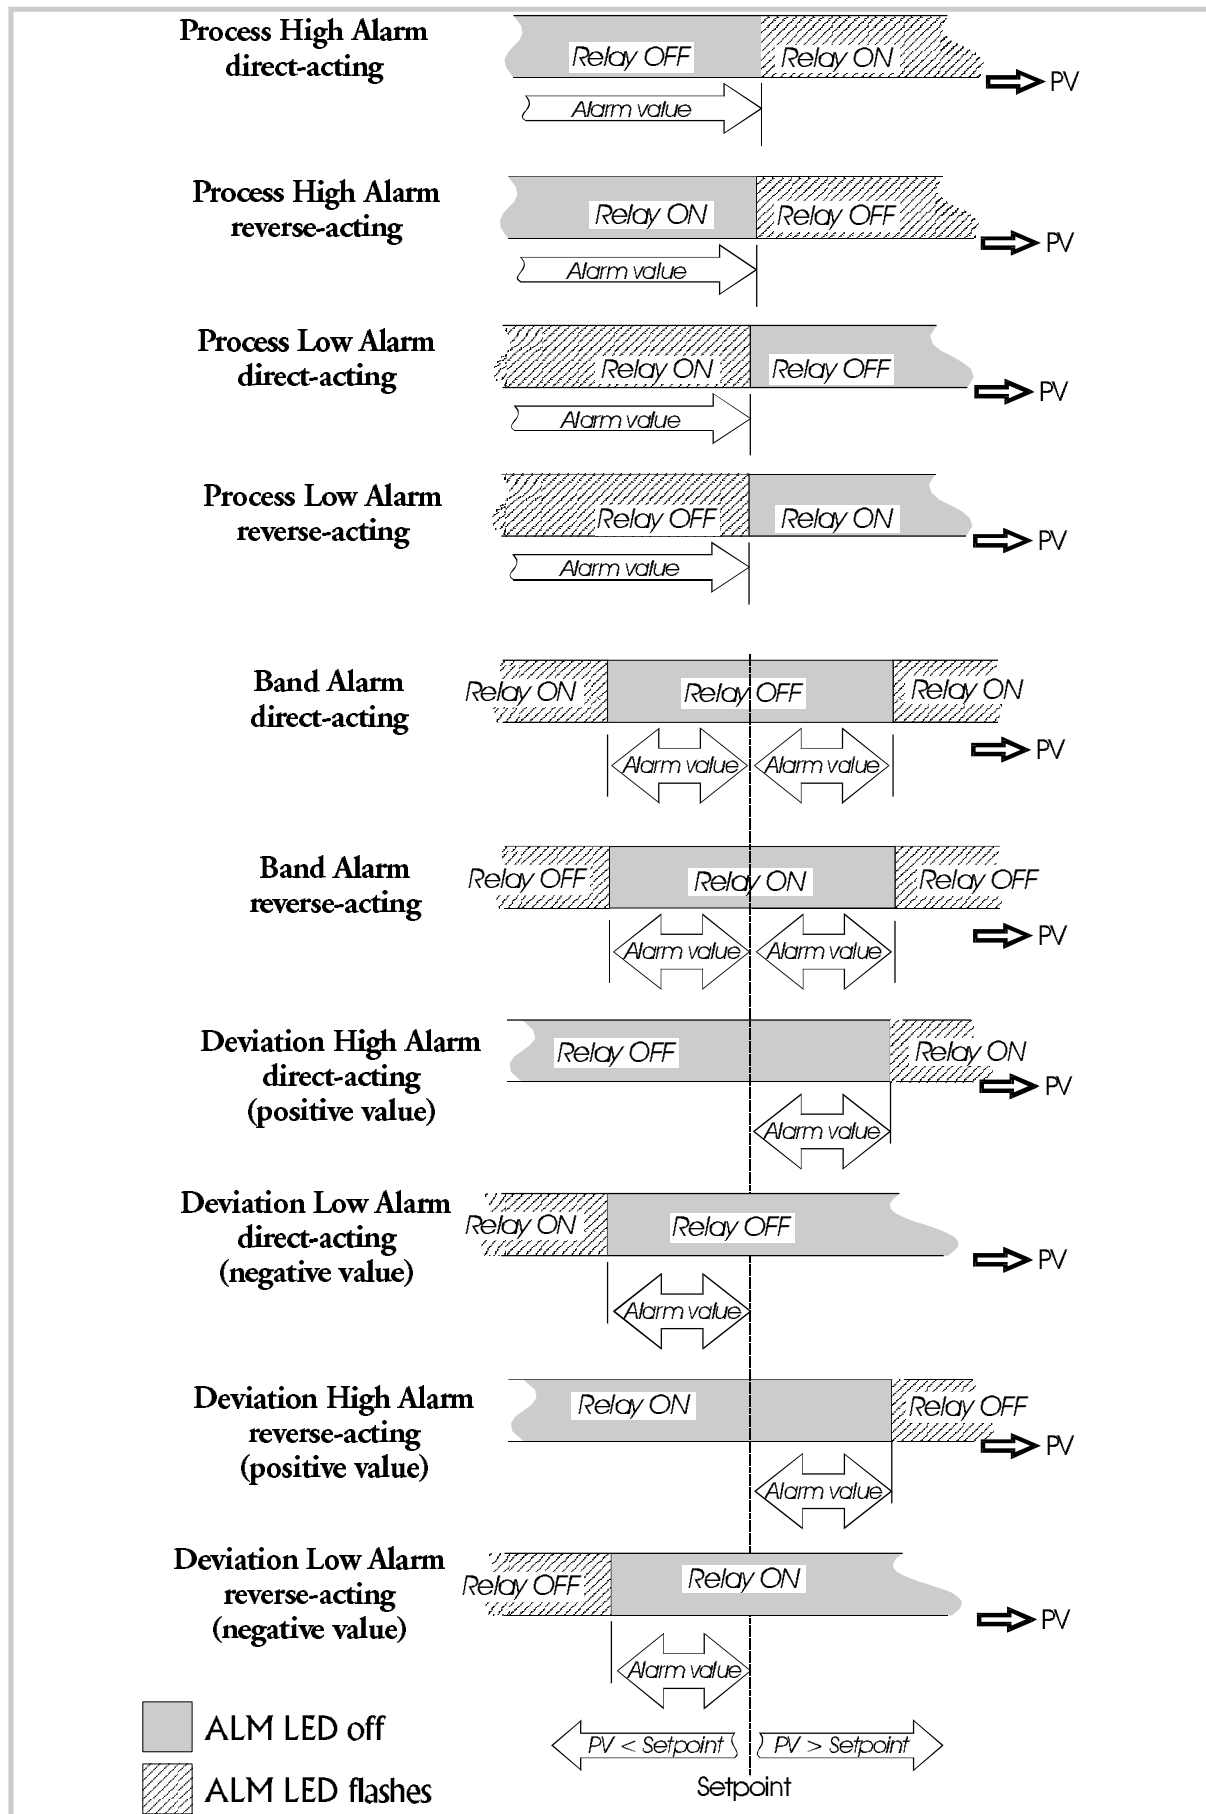 Process High Alarm
direct-acting
Relay OFF
Relay ON
PV
Alarm value
Process High Alarm
reverse-acting
Relay ON
Relay OFF
PV
Alarm value
Process Low Alarm
direct-acting
Relay ON
Relay OFF
PV
Alarm value
Process Low Alarm
reverse-acting
Relay OFF
Relay ON
PV
Alarm value
Band Alarm
direct-acting
Relay ON
Relay OFF
Relay ON
PV
Alarm value
Alarm value
Band Alarm
reverse-acting
Relay OFF
Relay ON
Relay OFF
PV
Alarm value
Alarm value
Deviation High Alarm
direct-acting
(positive value)
Relay OFF
Relay ON
PV
Alarm value
Deviation Low Alarm
direct-acting
(negative value)
Relay ON
Relay OFF
PV
Alarm value
Deviation High Alarm
reverse-acting
(positive value)
Relay ON
Relay OFF
PV
Alarm value
Deviation Low Alarm
reverse-acting
(negative value)
Relay OFF
Relay ON
PV
Alarm value
ALM LED off
PV < Setpoint
PV > Setpoint
Setpoint
ALM LED flashes